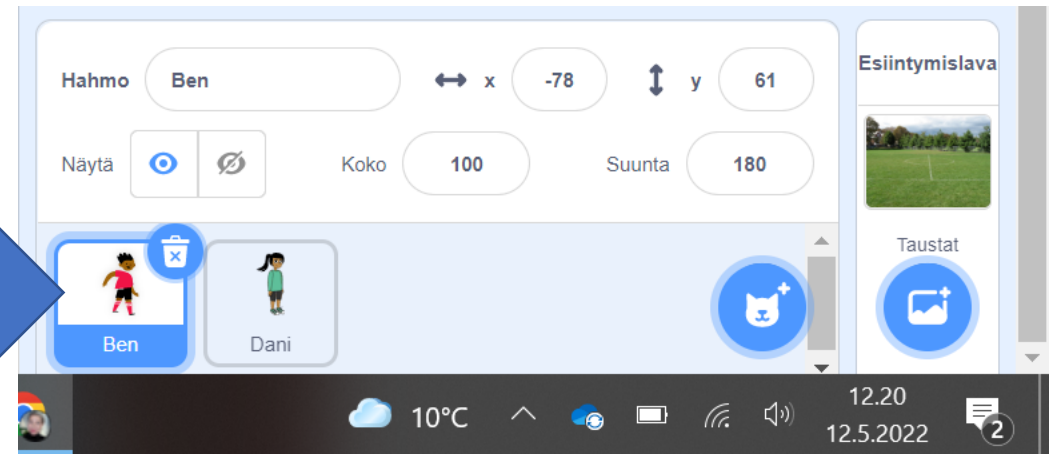 Hahmo Ben x -78 y 61
Näytä Koko 100 Suunta 180
Ben Dani
Esiintymislava
Taustat
10°C
12.20
12.5.2022
2